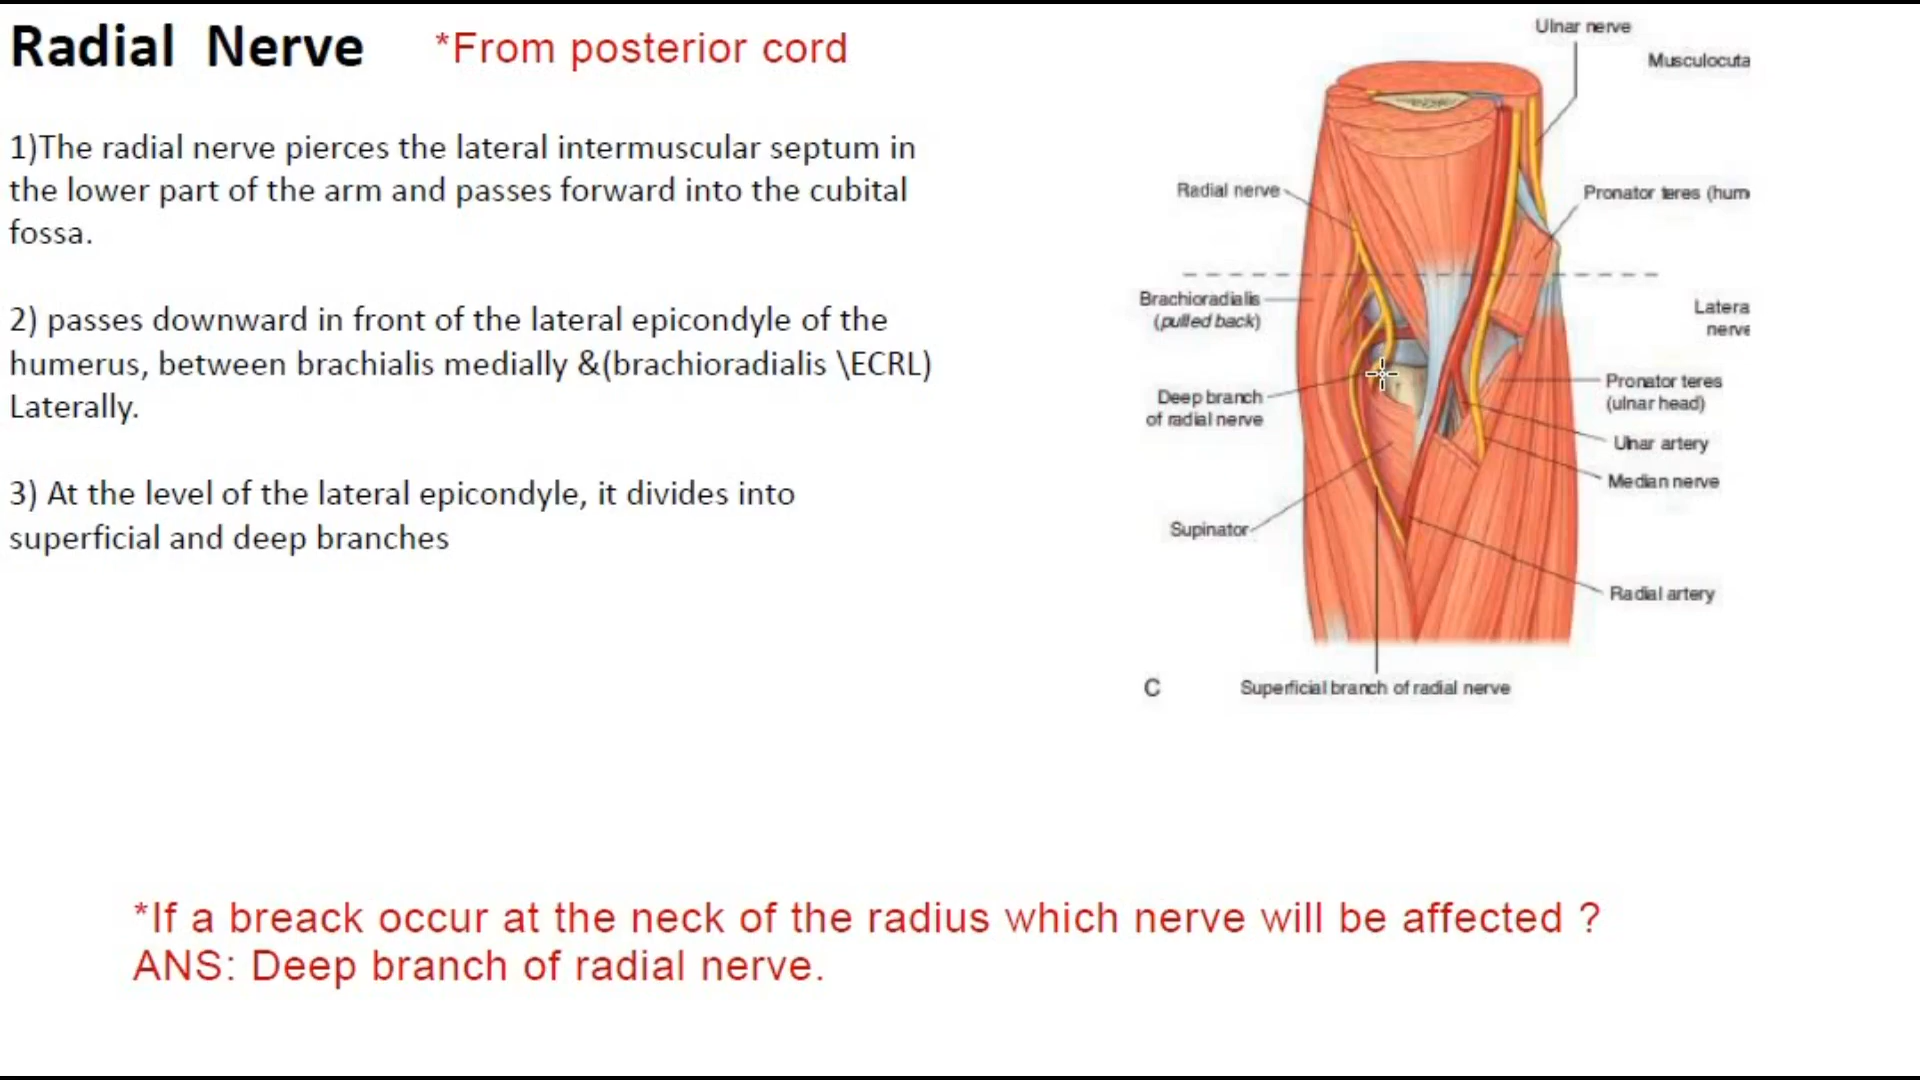 Radial Nerve *From posterior cord
1)The radial nerve pierces the lateral intermuscular septum in
the lower part of the arm and passes forward into the cubital
fossa.
2) passes downward in front of the lateral epicondyle of the
humerus, between brachialis medially &(brachioradialis \ECRL)
Laterally.
3) At the level of the lateral epicondyle, it divides into
superficial and deep branches
Ulnar nerve
Musculocuta
Radial nerve
Pronator teres (hum
Brachioradialis
(pulled back)
Latera
nerve
Deep branch
of radial nerve
Pronator teres
(ulnar head)
Ulnar artery
Median nerve
Supinator
Radial artery
C
Superficial branch of radial nerve
*If a breack occur at the neck of the radius which nerve will be affected ?
ANS: Deep branch of radial nerve.